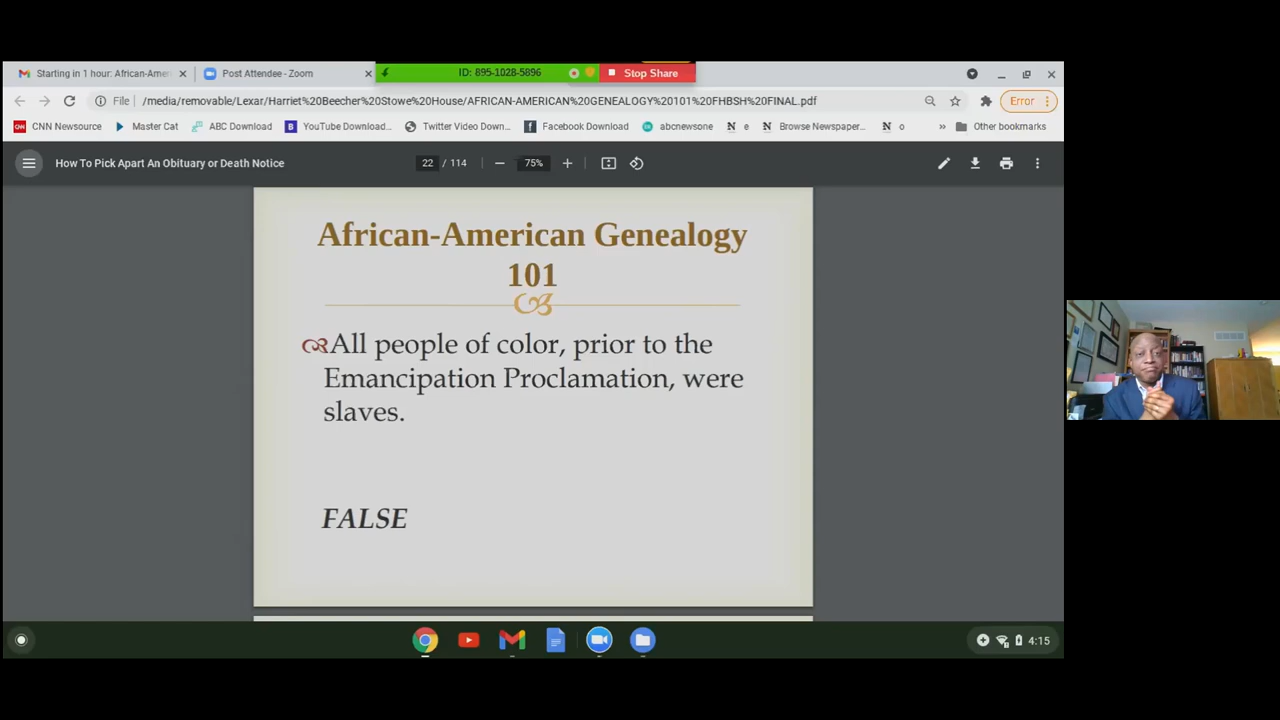 Starting in 1 hour: African-Amer
Post Attendee - Zoom
ID: 895-1028-5896
Stop Share
File
/media/removable/Lexar/Harriet%20Beecher%20Stowe%20House/AFRICAN-AMERICAN%20GENEALOGY%20101%20FHBSH%20FINAL.pdf
Error
CNN Newsource
Master Cat
ABC Download
YouTube Download...
Twitter Video Down...
Facebook Download
abcnewsone
N e
Browse Newspaper...
N o
»
Other bookmarks
How To Pick Apart An Obituary or Death Notice
22 / 114
75%
African-American Genealogy
101
All people of color, prior to the
Emancipation Proclamation, were
slaves.
FALSE
4:15